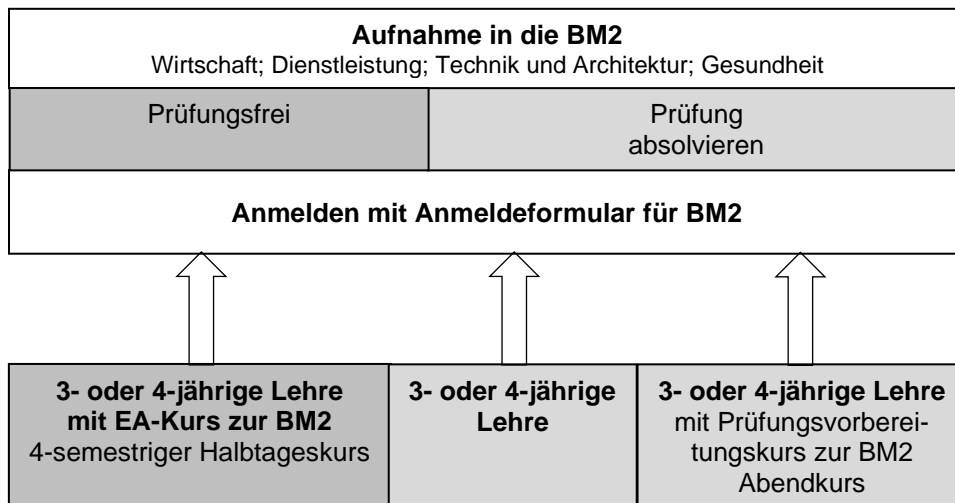 Aufnahme in die BM2
Wirtschaft; Dienstleistung; Technik und Architektur; Gesundheit
Prüfungsfrei
Prüfung
absolvieren
Anmelden mit Anmeldeformular für BM2
3- oder 4-jährige Lehre
mit EA-Kurs zur BM2
4-semestriger Halbtageskurs
3- oder 4-jährige
Lehre
3- oder 4-jährige Lehre
mit Prüfungsvorberei-
tungskurs zur BM2
Abendkurs